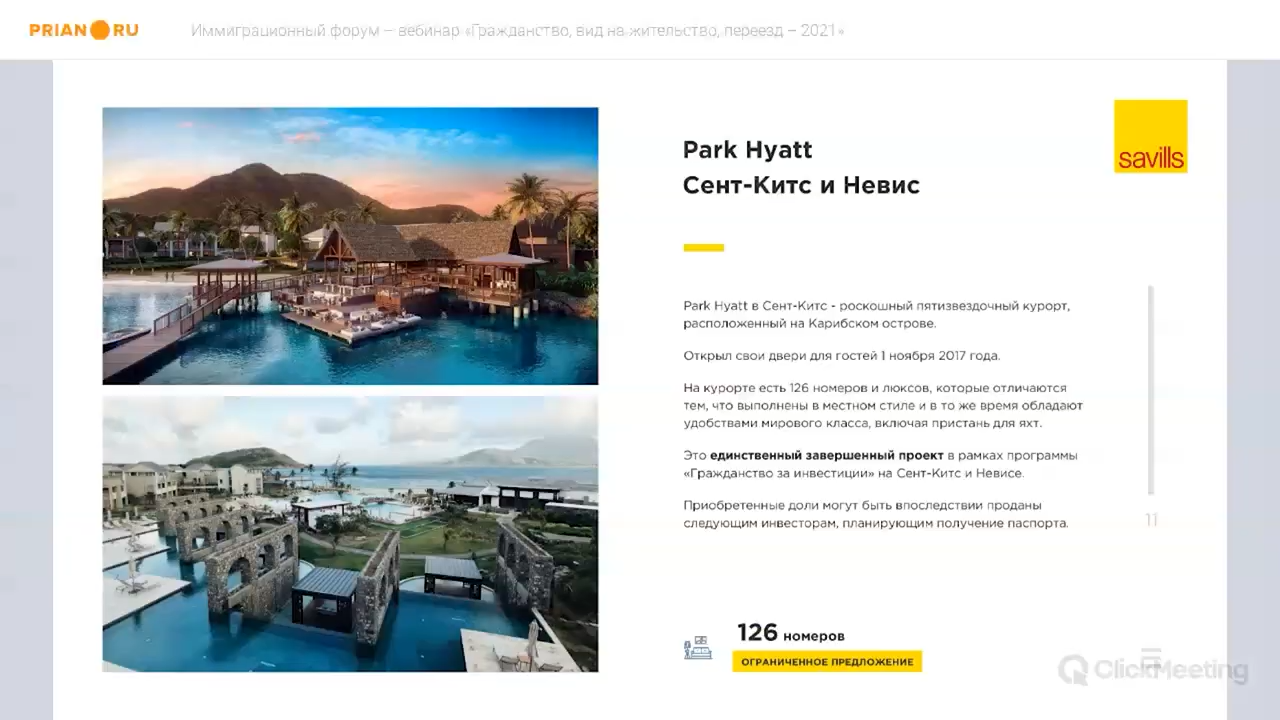 PRIAN RU
Иммиграционный форум – вебинар «Гражданство, вид на жительство, переезд – 2021»
savills
Park Hyatt
Сент-Китс и Невис
Park Hyatt в Сент-Китс - роскошный пятизвездочный курорт,
расположенный на Карибском острове.
Открыл свои двери для гостей 1 ноября 2017 года.
На курорте есть 126 номеров и люксов, которые отличаются
тем, что выполнены в местном стиле и в то же время обладают
удобствами мирового класса, включая пристань для яхт.
Это единственный завершенный проект в рамках программы
«Гражданство за инвестиции» на Сент-Китс и Невисе.
Приобретенные доли могут быть впоследствии проданы
следующим инвесторам, планирующим получение паспорта.
11
126 номеров
ОГРАНИЧЕННОЕ ПРЕДЛОЖЕНИЕ
ClickMeeting